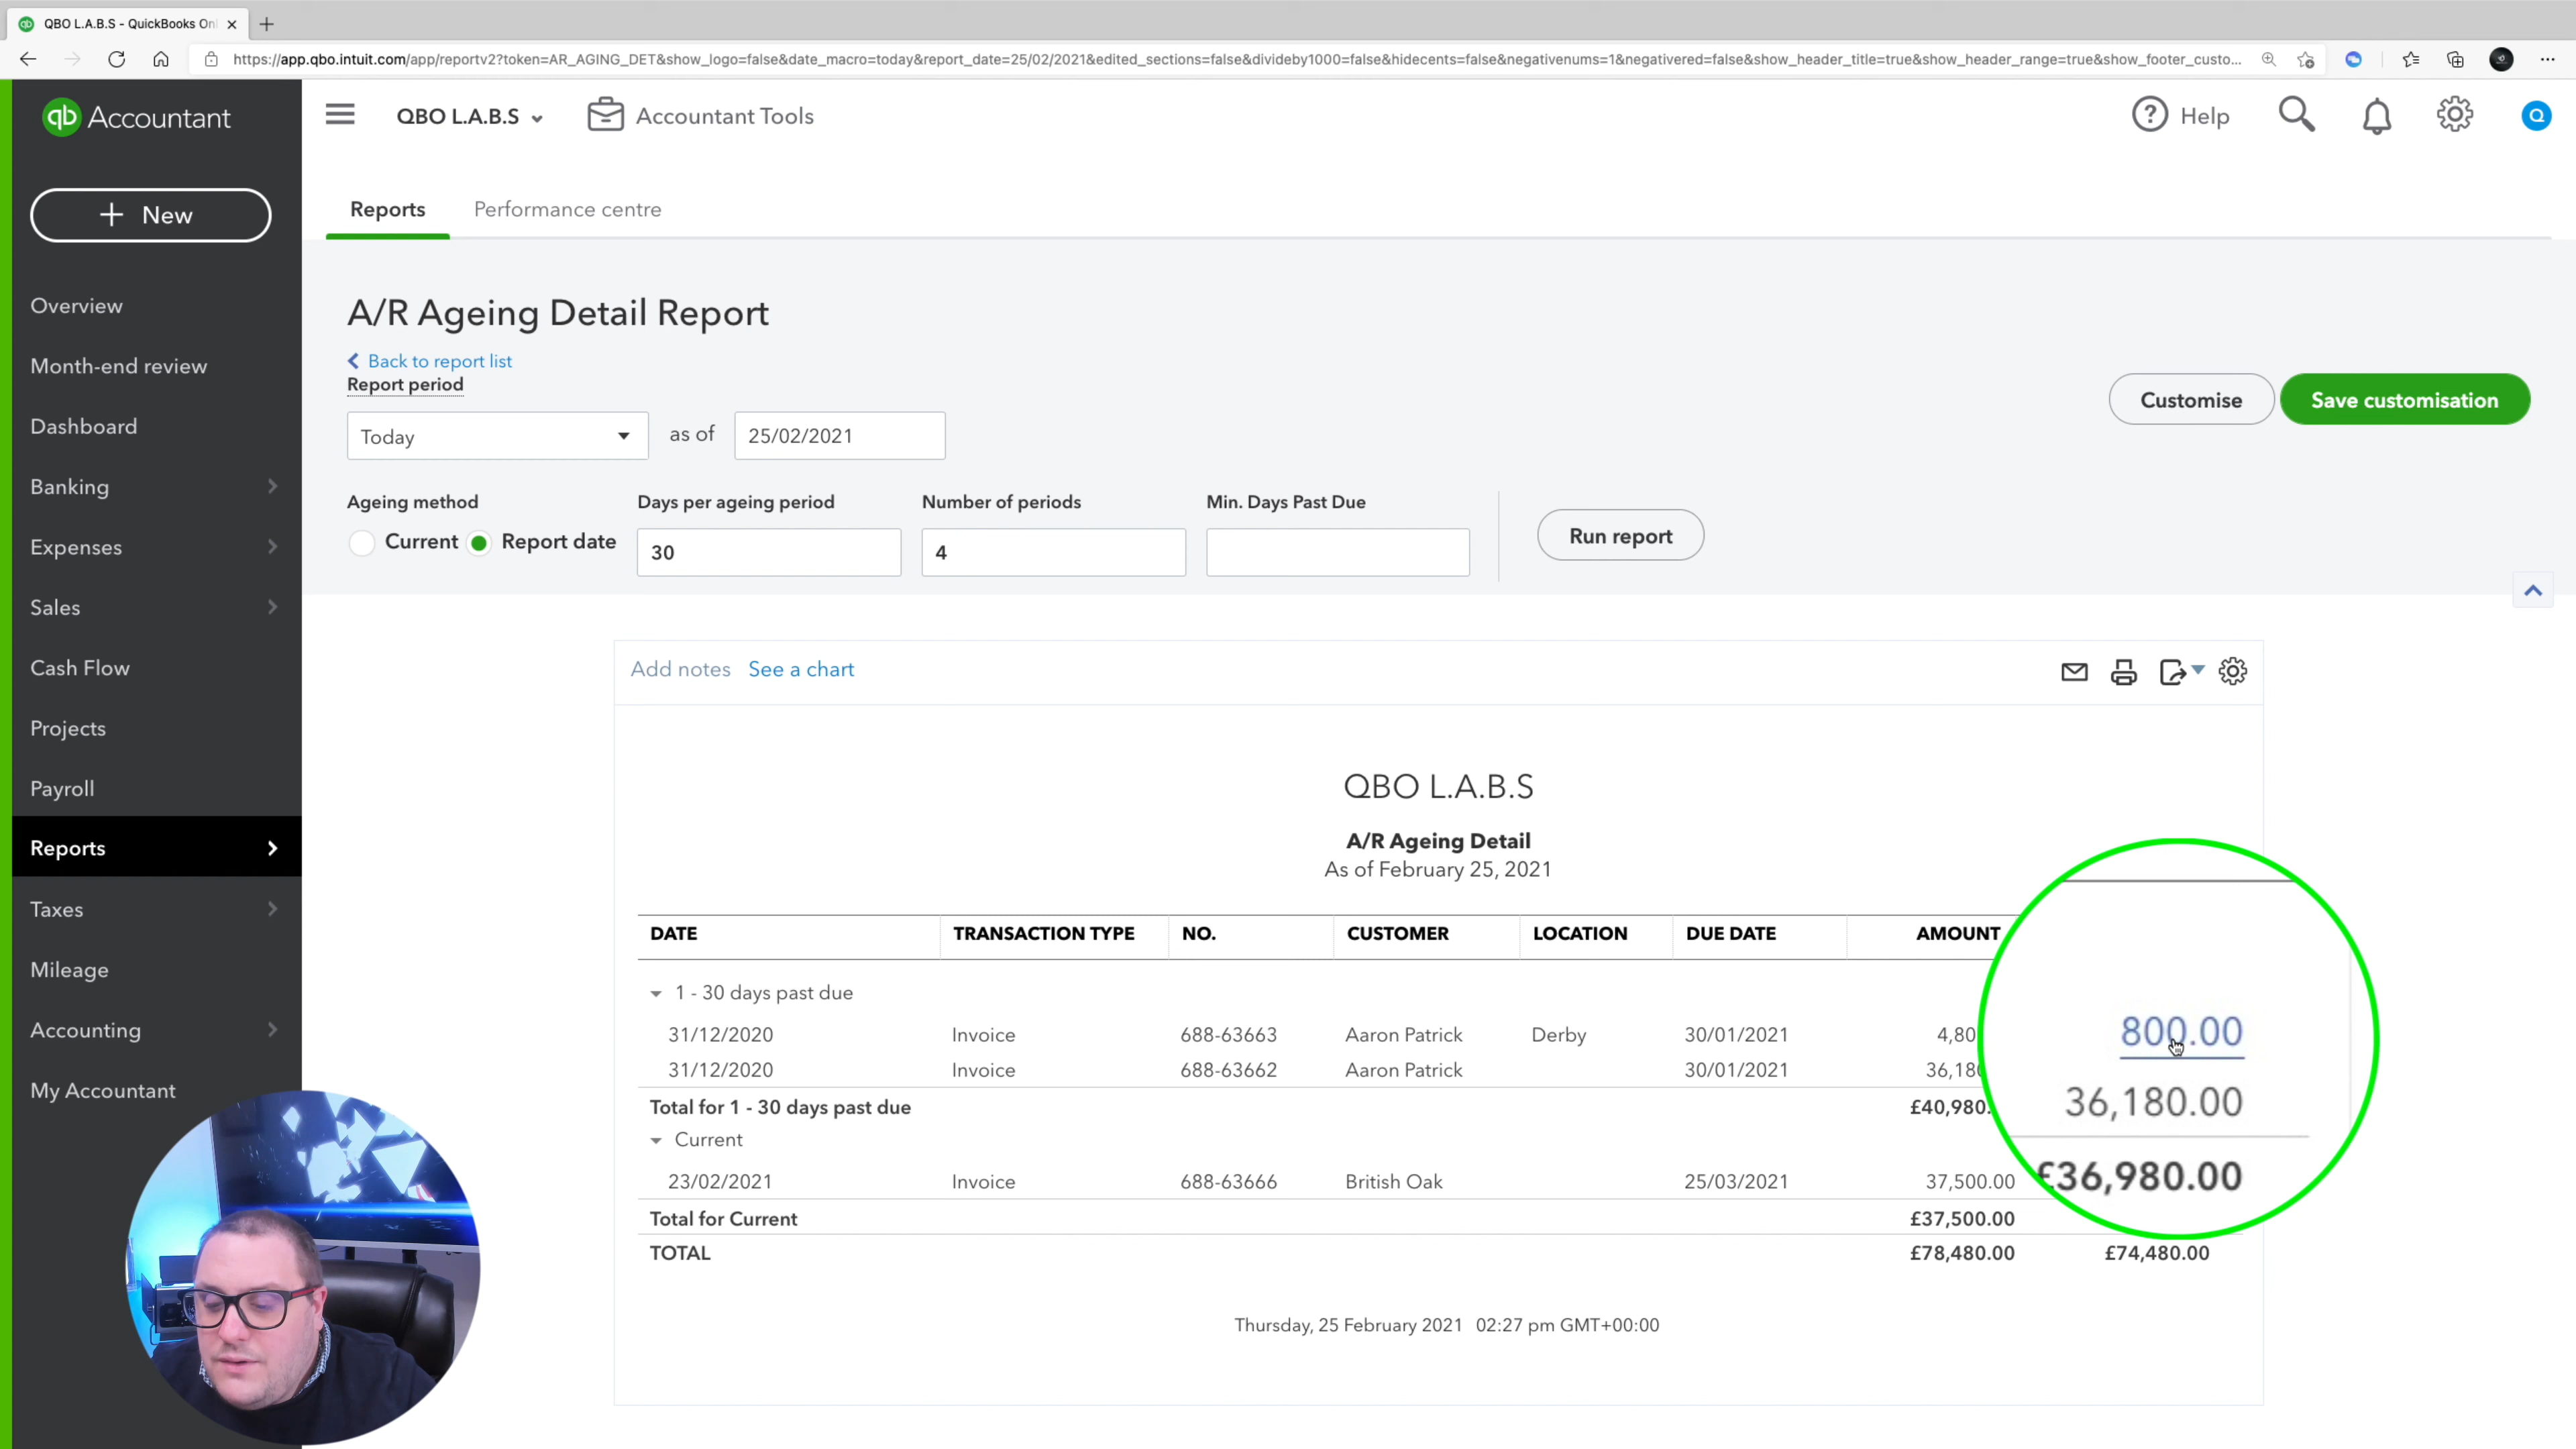 QBO L.A.B.S - QuickBooks Onl
https://app.qbo.intuit.com/app/reportv2?token=AR_AGING_DET&show_logo=false&date_macro=today&report_date=25/02/2021&edited_sections=false&divideby1000=false&hidecents=false&negativenums=1&negativered=false&show_header_title=true&show_header_range=true&show_footer_custo...
qb Accountant
QBO L.A.B.S
Accountant Tools
Help
Q
+ New
Reports
Performance centre
Overview
Month-end review
Dashboard
Banking
Expenses
Sales
Cash Flow
Projects
Payroll
Reports
Taxes
Mileage
Accounting
My Accountant
A/R Ageing Detail Report
Back to report list
Report period
Today
as of
25/02/2021
Customise
Save customisation
Ageing method
Days per ageing period
Number of periods
Min. Days Past Due
Current
Report date
30
4
Run report
Add notes
See a chart
QBO L.A.B.S
A/R Ageing Detail
As of February 25, 2021
DATE TRANSACTION TYPE NO. CUSTOMER LOCATION DUE DATE AMOUNT
1 - 30 days past due
31/12/2020 Invoice 688-63663 Aaron Patrick Derby 30/01/2021 4,80 800.00
31/12/2020 Invoice 688-63662 Aaron Patrick 30/01/2021 36,180 36,180.00
Total for 1 - 30 days past due £40,980. £36,980.00
Current
23/02/2021 Invoice 688-63666 British Oak 25/03/2021 37,500.00
Total for Current £37,500.00
TOTAL £78,480.00 £74,480.00
Thursday, 25 February 2021 02:27 pm GMT+00:00